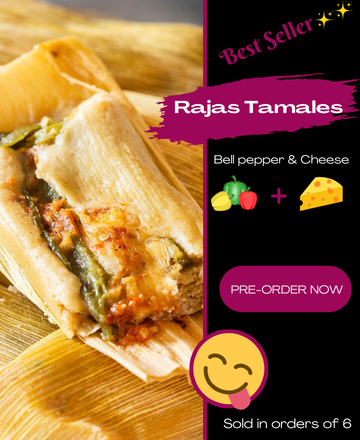 Best Seller
Rajas Tamales
Bell pepper & Cheese
+
PRE-ORDER NOW
Sold in orders of 6